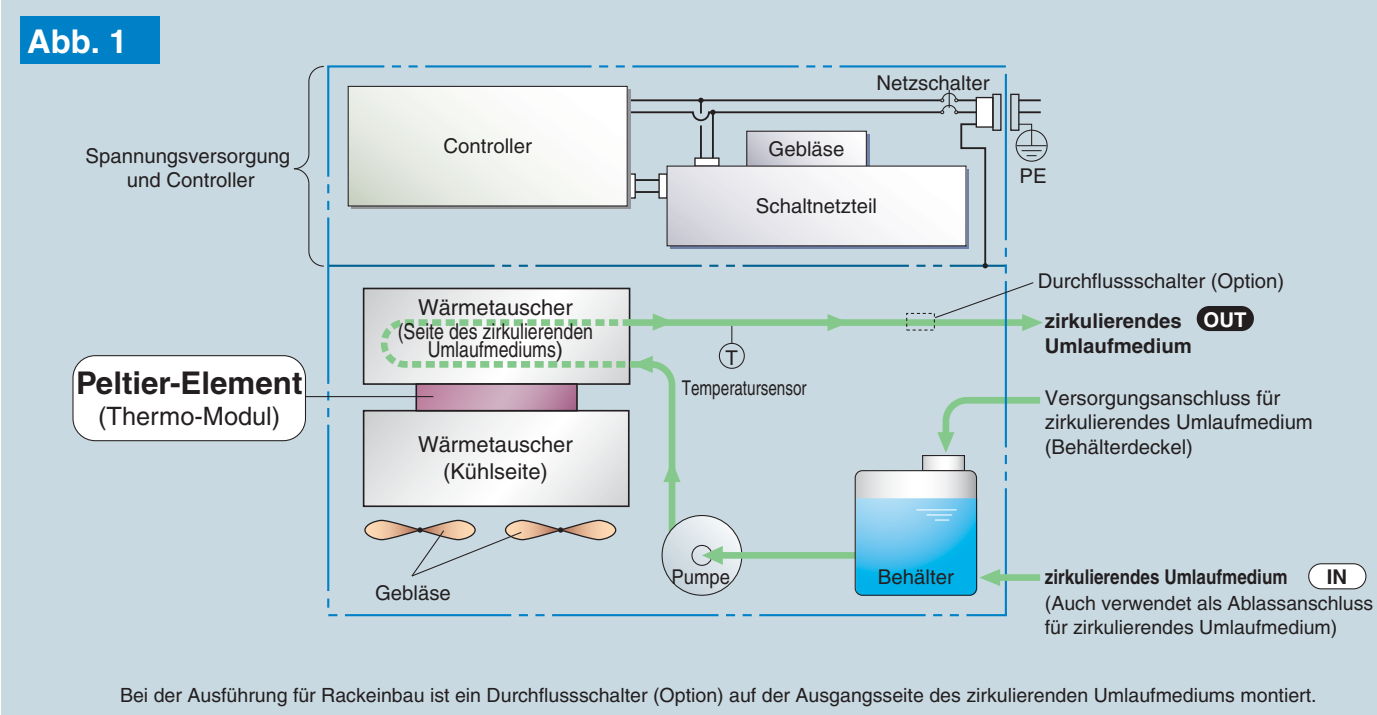 Abb. 1
Netzschalter
Controller
Gebläse
Spannungsversorgung
und Controller
PE
Schaltnetzteil
Durchflussschalter (Option)
Wärmetauscher
(Seite des zirkulierenden
Umlaufmediums)
zirkulierendes OUT
Umlaufmedium
T
Temperatursensor
Peltier-Element
(Thermo-Modul)
Versorgungsanschluss für
zirkulierendes Umlaufmedium
(Behälterdeckel)
Wärmetauscher
(Kühlseite)
Pumpe
Behälter
Gebläse
zirkulierendes Umlaufmedium IN
(Auch verwendet als Ablassanschluss
für zirkulierendes Umlaufmedium)
Bei der Ausführung für Rackeinbau ist ein Durchflussschalter (Option) auf der Ausgangsseite des zirkulierenden Umlaufmediums montiert.